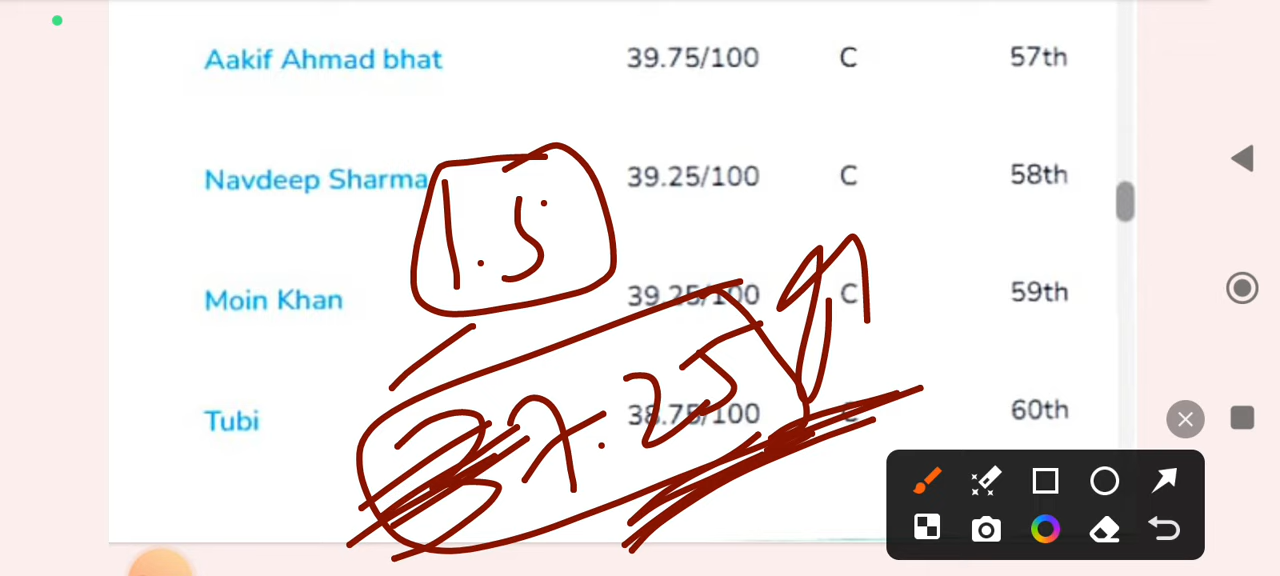 Aakif Ahmad bhat 39.75/100 C 57th
Navdeep Sharma 39.25/100 C 58th
1.5
Moin Khan 39.25/100 C 59th
37.25
Tubi 38.75/100 C 60th